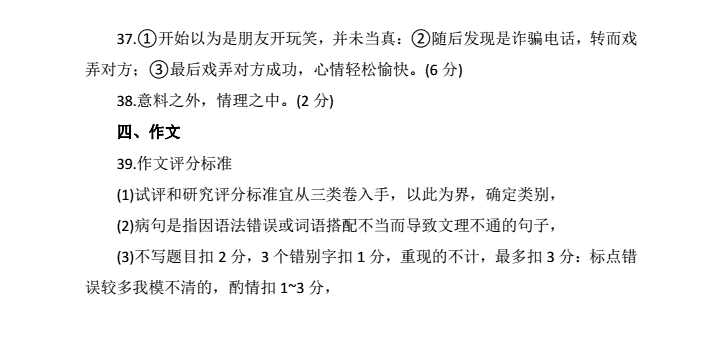 37.①开始以为是朋友开玩笑，并未当真：②随后发现是诈骗电话，转而戏
弄对方；③最后戏弄对方成功，心情轻松愉快。(6 分)
38.意料之外，情理之中。(2 分)
四、作文
39.作文评分标准
(1)试评和研究评分标准宜从三类卷入手，以此为界，确定类别，
(2)病句是指因语法错误或词语搭配不当而导致文理不通的句子，
(3)不写题目扣 2 分，3 个错别字扣 1 分，重现的不计，最多扣 3 分：标点错
误较多我模不清的，酌情扣 1~3 分，